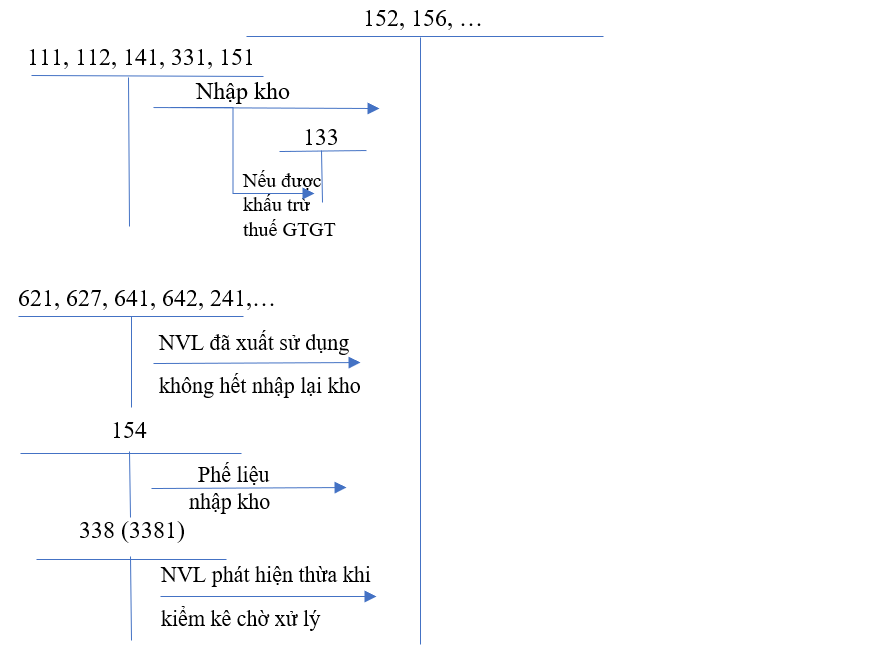 152, 156, …
111, 112, 141, 331, 151
Nhập kho
133
Nếu được
khấu trừ
thuế GTGT
621, 627, 641, 642, 241,…
NVL đã xuất sử dụng
không hết nhập lại kho
154
Phế liệu
nhập kho
338 (3381)
NVL phát hiện thừa khi
kiểm kê chờ xử lý